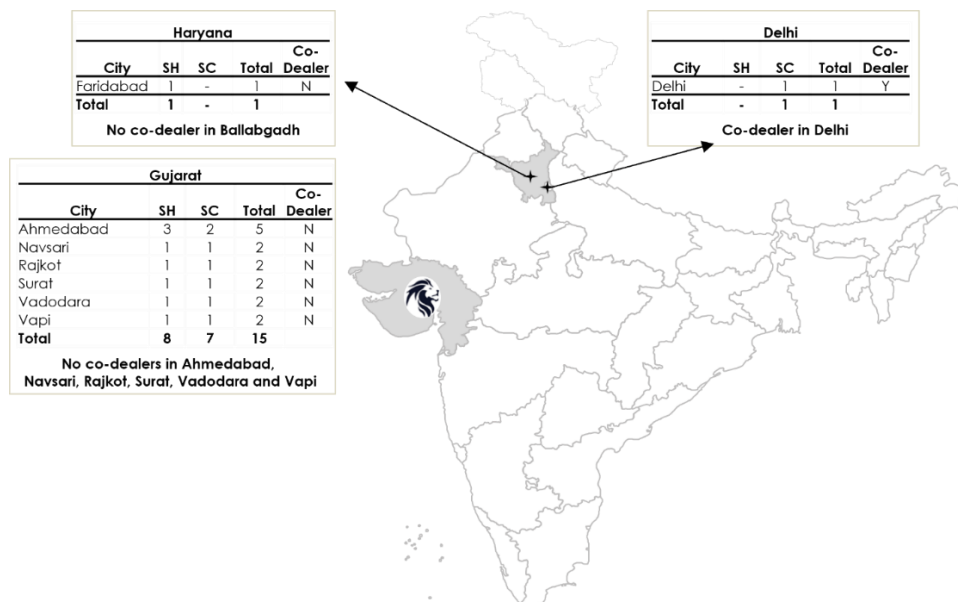 Haryana
Co-
City SH SC Total Dealer
Faridabad 1 - 1 N
Total 1 - 1
No co-dealer in Ballabgadh
Delhi
Co-
City SH SC Total Dealer
Delhi - 1 1 Y
Total - 1 1
Co-dealer in Delhi
Gujarat
Co-
City SH SC Total Dealer
Ahmedabad 3 2 5 N
Navsari 1 1 2 N
Rajkot 1 1 2 N
Surat 1 1 2 N
Vadodara 1 1 2 N
Vapi 1 1 2 N
Total 8 7 15
No co-dealers in Ahmedabad,
Navsari, Rajkot, Surat, Vadodara and Vapi